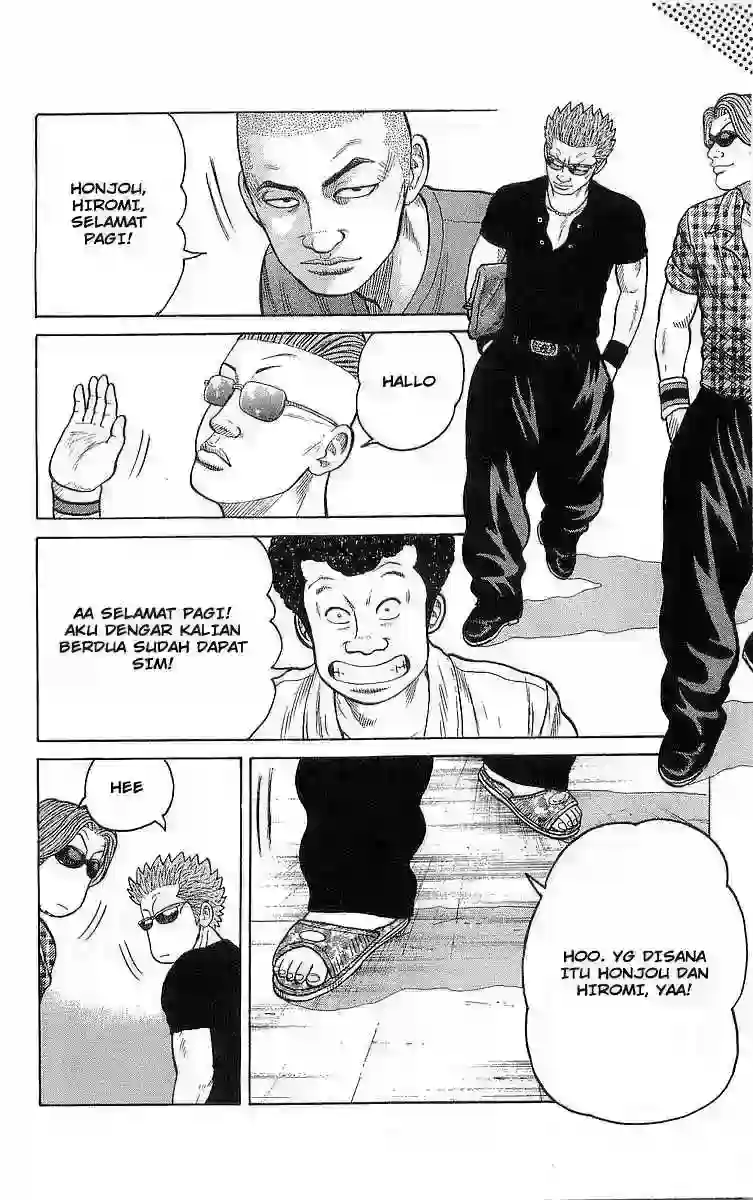 HONJOU,
HIROMI,
SELAMAT
PAGI!
HALLO
AA SELAMAT PAGI!
AKU DENGAR KALIAN
BERDUA SUDAH DAPAT
SIM!
HEE
HOO. YG DISANA
ITU HONJOU DAN
HIROMI, YAA!